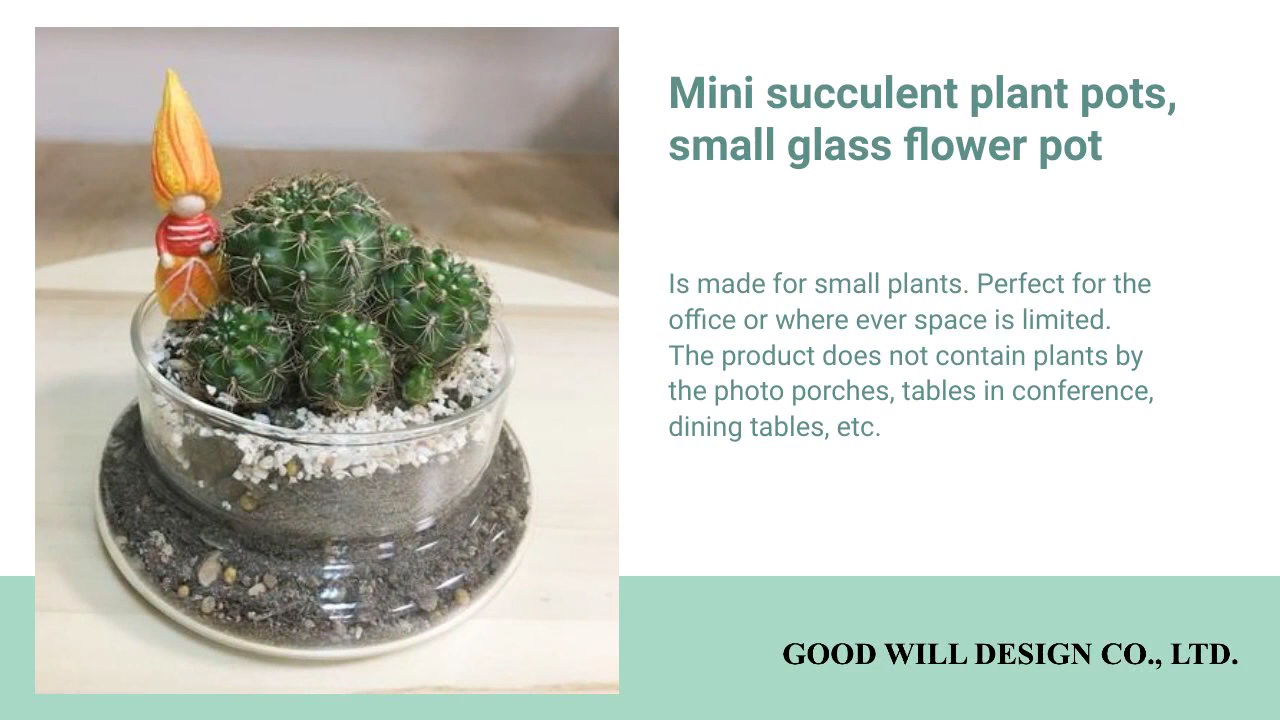 Mini succulent plant pots,
small glass flower pot
Is made for small plants. Perfect for the
office or where ever space is limited.
The product does not contain plants by
the photo porches, tables in conference,
dining tables, etc.
GOOD WILL DESIGN CO., LTD.